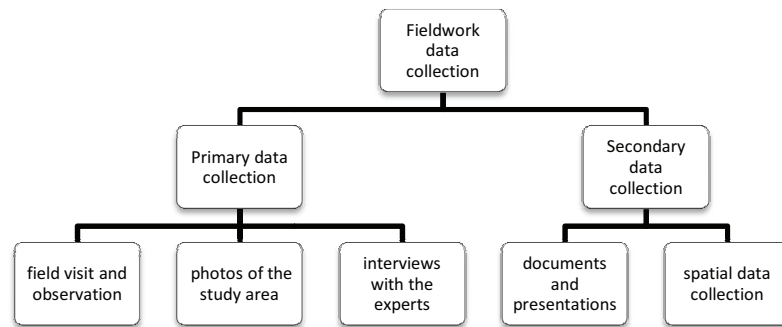 Fieldwork
data
collection
Primary data
collection
Secondary
data
collection
field visit and
observation
photos of the
study area
interviews
with the
experts
documents
and
presentations
spatial data
collection